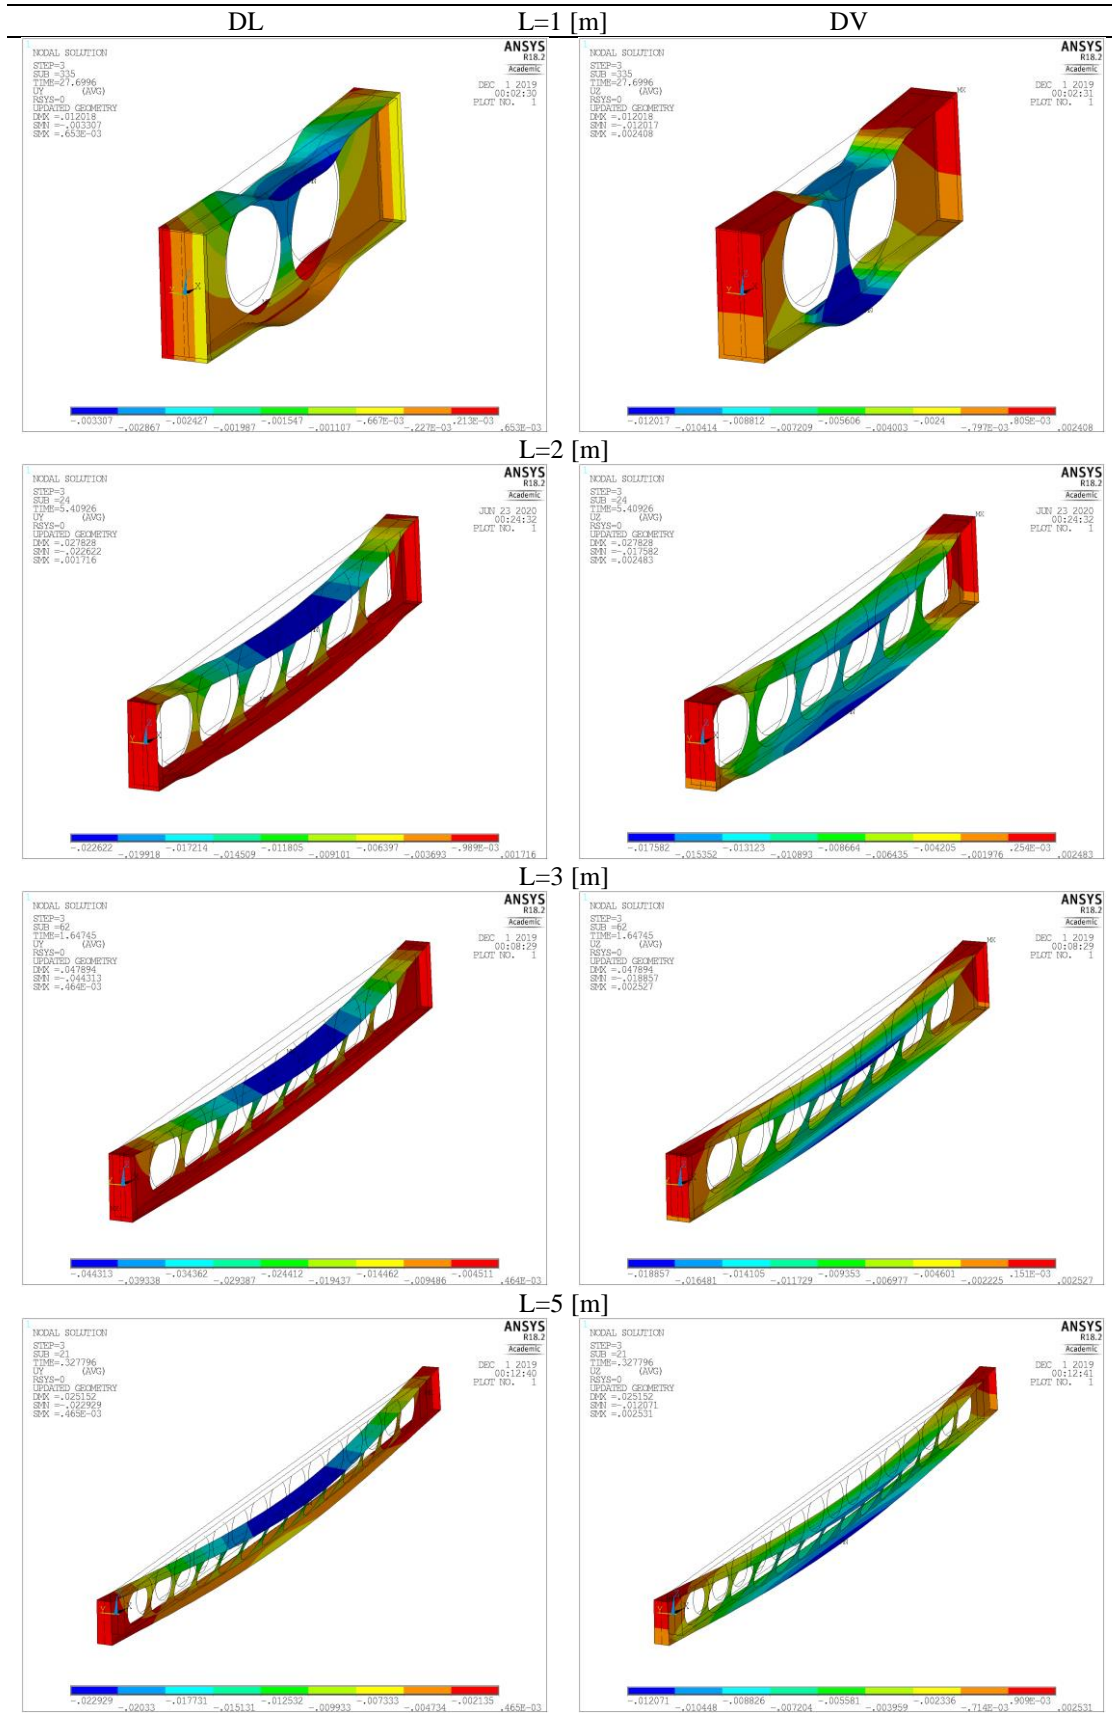 DL L=1 [m] DV
1
NODAL SOLUTION
STEP=3
SUB =335
TIME=27.6996
UY (AVG)
RSYS=0
UPDATED GEOMETRY
DMX =.012018
SMN =-.003307
SMX =.653E-03
ANSYS
R18.2
Academic
DEC 1 2019
00:02:30
PLOT NO. 1
Y Z X
-.003307 -.002867 -.002427 -.001987 -.001547 -.001107 -.667E-03 -.227E-03 .213E-03 .653E-03
1
NODAL SOLUTION
STEP=3
SUB =335
TIME=27.6996
UZ (AVG)
RSYS=0
UPDATED GEOMETRY
DMX =.012018
SMN =-.012017
SMX =.002408
ANSYS
R18.2
Academic
DEC 1 2019
00:02:31
PLOT NO. 1
MX
Y Z X
-.012017 -.010414 -.008812 -.007209 -.005606 -.004003 -.0024 -.797E-03 .805E-03 .002408
L=2 [m]
1
NODAL SOLUTION
STEP=3
SUB =24
TIME=5.40926
UY (AVG)
RSYS=0
UPDATED GEOMETRY
DMX =.027828
SMN =-.022622
SMX =.001716
ANSYS
R18.2
Academic
JUN 23 2020
00:24:32
PLOT NO. 1
Y Z X
-.022622 -.019918 -.017214 -.014509 -.011805 -.009101 -.006397 -.003693 -.989E-03 .001716
1
NODAL SOLUTION
STEP=3
SUB =24
TIME=5.40926
UZ (AVG)
RSYS=0
UPDATED GEOMETRY
DMX =.027828
SMN =-.017582
SMX =.002483
ANSYS
R18.2
Academic
JUN 23 2020
00:24:32
PLOT NO. 1
MX
Y Z X
-.017582 -.015352 -.013123 -.010893 -.008664 -.006435 -.004205 -.001976 .254E-03 .002483
L=3 [m]
1
NODAL SOLUTION
STEP=3
SUB =62
TIME=1.64745
UY (AVG)
RSYS=0
UPDATED GEOMETRY
DMX =.047894
SMN =-.044313
SMX =.464E-03
ANSYS
R18.2
Academic
DEC 1 2019
00:08:29
PLOT NO. 1
-.044313 -.039338 -.034362 -.029387 -.024412 -.019437 -.014462 -.009486 -.004511 .464E-03
1
NODAL SOLUTION
STEP=3
SUB =62
TIME=1.64745
UZ (AVG)
RSYS=0
UPDATED GEOMETRY
DMX =.047894
SMN =-.018857
SMX =.002527
ANSYS
R18.2
Academic
DEC 1 2019
00:08:29
PLOT NO. 1
MX
-.018857 -.016481 -.014105 -.011729 -.009353 -.006977 -.004601 -.002225 .151E-03 .002527
L=5 [m]
1
NODAL SOLUTION
STEP=3
SUB =21
TIME=.327796
UY (AVG)
RSYS=0
UPDATED GEOMETRY
DMX =.025152
SMN =-.022929
SMX =.465E-03
ANSYS
R18.2
Academic
DEC 1 2019
00:12:40
PLOT NO. 1
-.022929 -.02033 -.017731 -.015131 -.012532 -.009933 -.007333 -.004734 -.002135 .465E-03
1
NODAL SOLUTION
STEP=3
SUB =21
TIME=.327796
UZ (AVG)
RSYS=0
UPDATED GEOMETRY
DMX =.025152
SMN =-.012071
SMX =.002531
ANSYS
R18.2
Academic
DEC 1 2019
00:12:41
PLOT NO. 1
-.012071 -.010448 -.008826 -.007204 -.005581 -.003959 -.002336 -.714E-03 .909E-03 .002531